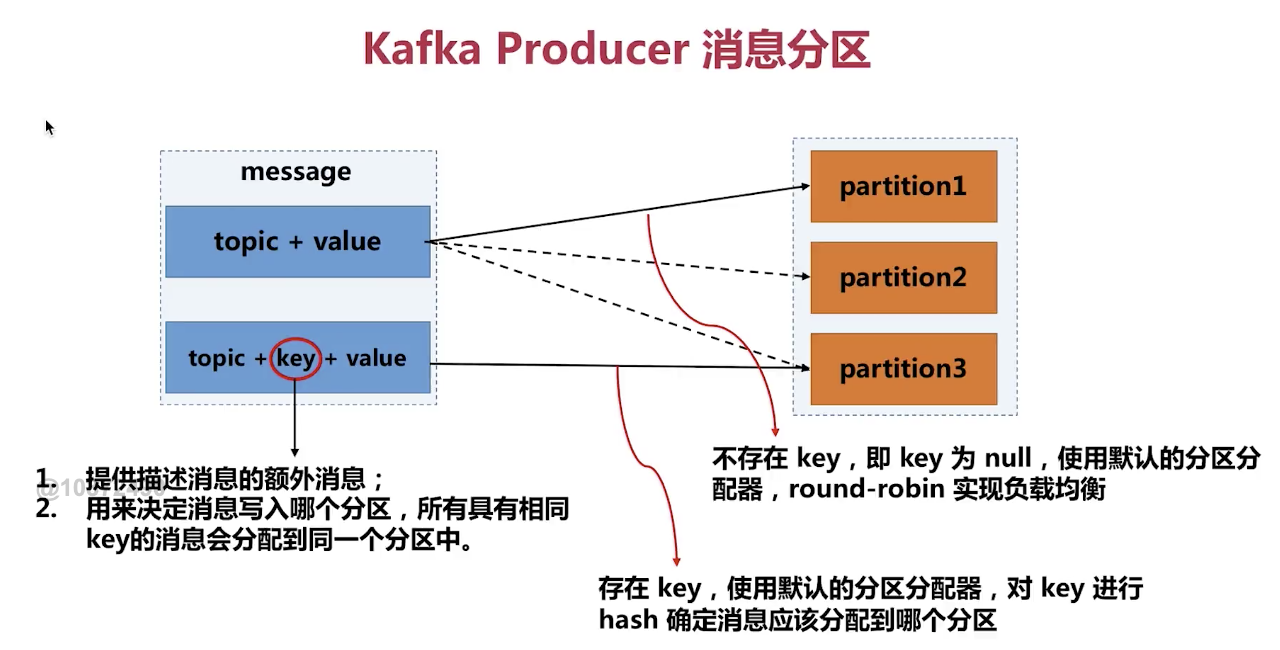 Kafka Producer 消息分区
message
topic + value
topic + key + value
partition1
partition2
partition3
1. 提供描述消息的额外消息；
2. 用来决定消息写入哪个分区，所有具有相同
key的消息会分配到同一个分区中。
不存在 key，即 key 为 null，使用默认的分区分
配器，round-robin 实现负载均衡
存在 key，使用默认的分区分配器，对 key 进行
hash 确定消息应该分配到哪个分区